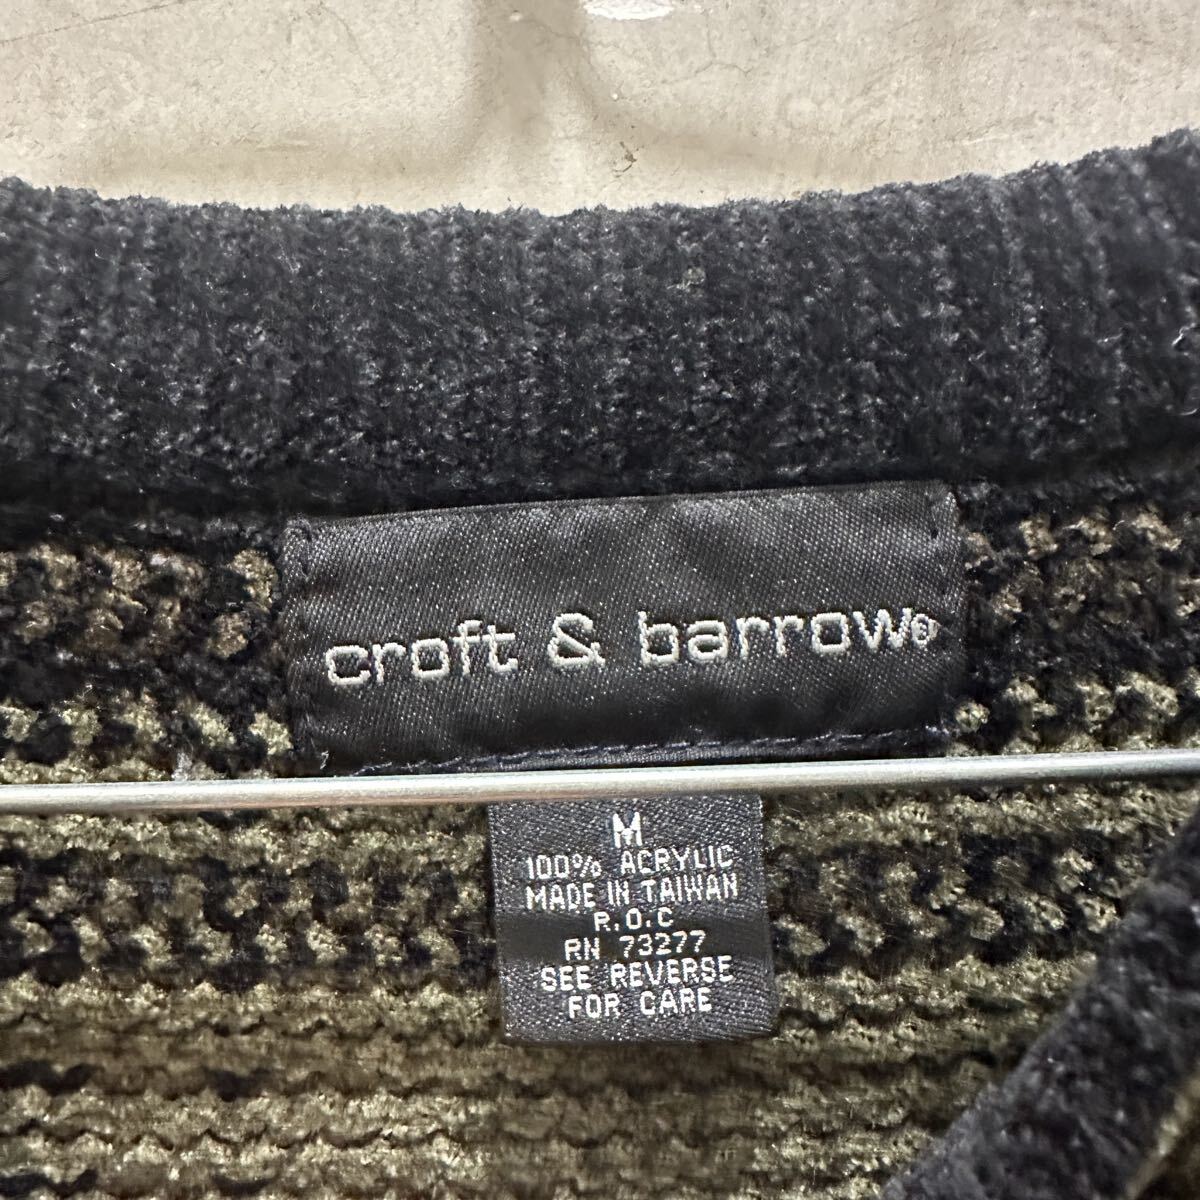 croft & barrow®
M
100% ACRYLIC
MADE IN TAIWAN
R.O.C
RN 73277
SEE REVERSE
FOR CARE